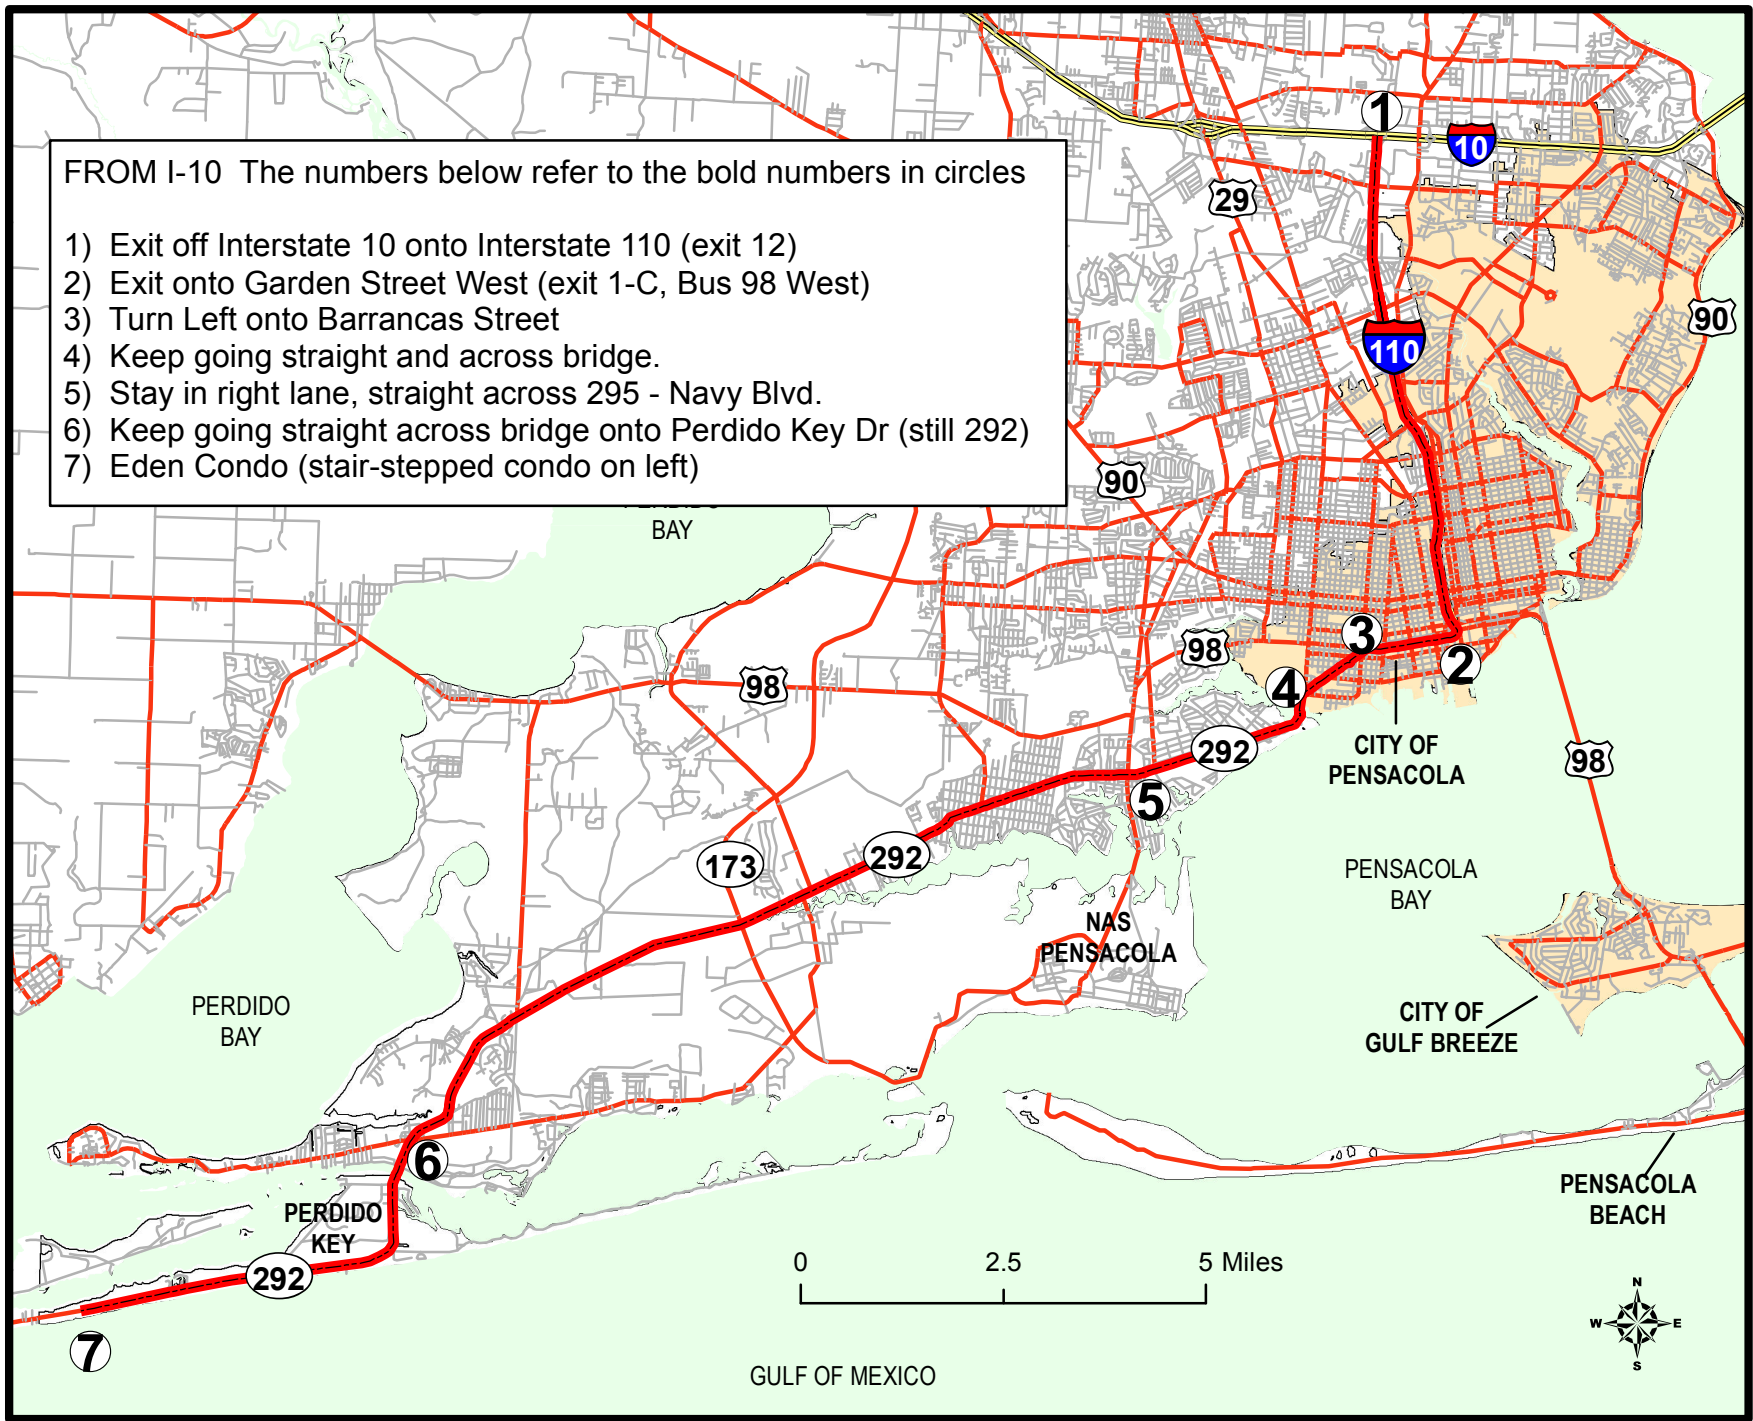 FROM I-10 The numbers below refer to the bold numbers in circles
1) Exit off Interstate 10 onto Interstate 110 (exit 12)
2) Exit onto Garden Street West (exit 1-C, Bus 98 West)
3) Turn Left onto Barrancas Street
4) Keep going straight and across bridge.
5) Stay in right lane, straight across 295 - Navy Blvd.
6) Keep going straight across bridge onto Perdido Key Dr (still 292)
7) Eden Condo (stair-stepped condo on left)
1
10
29
90
110
90
BAY
3
98
2
4
98
292
CITY OF
PENSACOLA
98
5
292
173
PENSACOLA
BAY
NAS
PENSACOLA
PERDIDO
BAY
CITY OF
GULF BREEZE
6
PENSACOLA
BEACH
PERDIDO
KEY
292
0 2.5 5 Miles
N
W E
S
7
GULF OF MEXICO